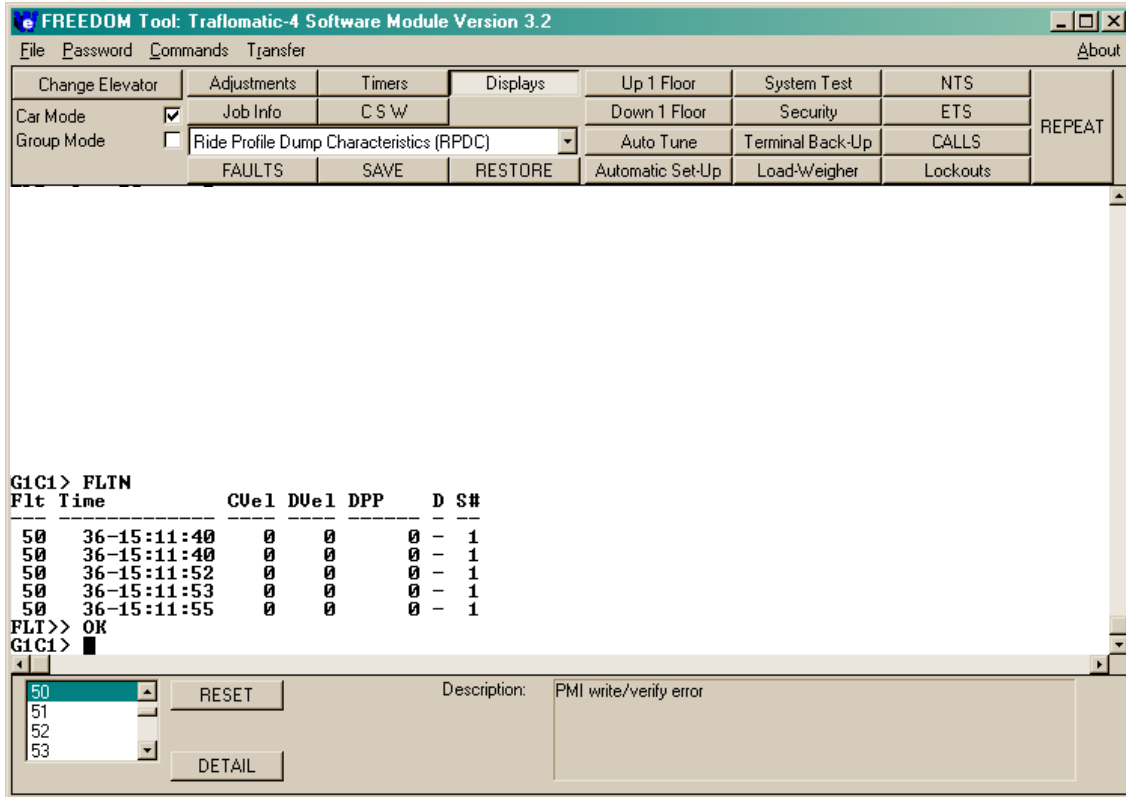 FREEDOM Tool: Traflomatic-4 Software Module Version 3.2
File Password Commands Transfer About
Change Elevator Adjustments Timers Displays Up 1 Floor System Test NTS
Car Mode Job Info C S W Down 1 Floor Security ETS REPEAT
Group Mode Ride Profile Dump Characteristics (RPDC) Auto Tune Terminal Back-Up CALLS
FAULTS SAVE RESTORE Automatic Set-Up Load-Weigher Lockouts
G1C1> FLTN
Flt Time CVel DVel DPP D S#
--- -------------- ---- ---- ------ - --
50 36-15:11:40 0 0 0 - 1
50 36-15:11:40 0 0 0 - 1
50 36-15:11:52 0 0 0 - 1
50 36-15:11:53 0 0 0 - 1
50 36-15:11:55 0 0 0 - 1
FLT>> OK
G1C1>
50 RESET Description: PMI write/verify error
51
52
53
DETAIL